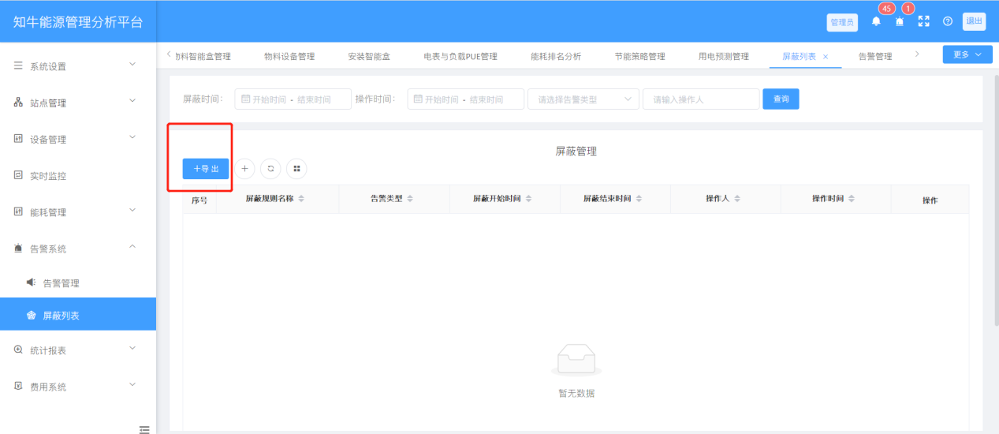 知牛能源管理分析平台
45
1
管理员
退出
系统设置
站点管理
设备管理
实时监控
能耗管理
告警系统
告警管理
屏蔽列表
统计报表
费用系统
物料智能盒管理
物料设备管理
安装智能盒
电表与负载PUE管理
能耗排名分析
节能策略管理
用电预测管理
屏蔽列表
告警管理
更多
屏蔽时间: 开始时间 - 结束时间
操作时间: 开始时间 - 结束时间
请选择告警类型
请输入操作人
查询
屏蔽管理
+导 出
序号
屏蔽规则名称
告警类型
屏蔽开始时间
屏蔽结束时间
操作人
操作时间
操作
暂无数据